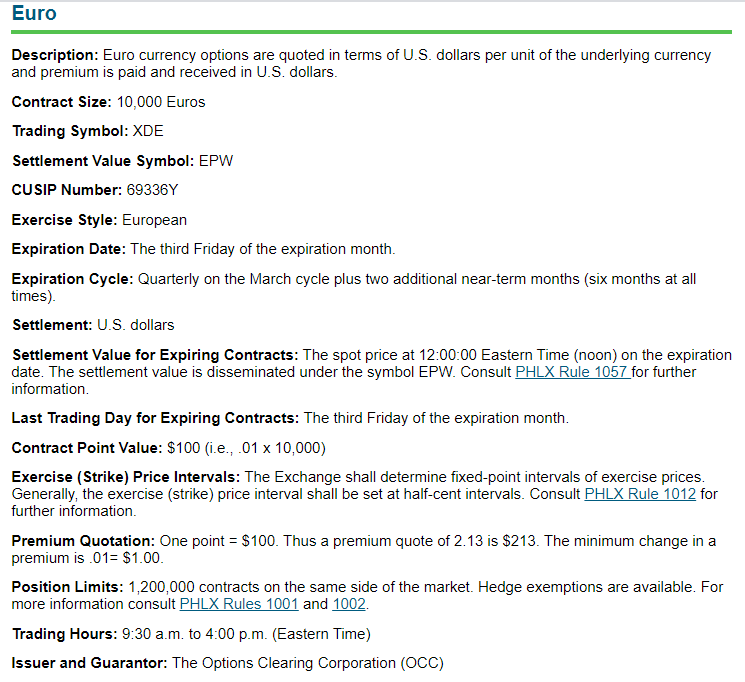 Euro
Description: Euro currency options are quoted in terms of U.S. dollars per unit of the underlying currency
and premium is paid and received in U.S. dollars.
Contract Size: 10,000 Euros
Trading Symbol: XDE
Settlement Value Symbol: EPW
CUSIP Number: 69336Y
Exercise Style: European
Expiration Date: The third Friday of the expiration month.
Expiration Cycle: Quarterly on the March cycle plus two additional near-term months (six months at all
times).
Settlement: U.S. dollars
Settlement Value for Expiring Contracts: The spot price at 12:00:00 Eastern Time (noon) on the expiration
date. The settlement value is disseminated under the symbol EPW. Consult PHLX Rule 1057 for further
information.
Last Trading Day for Expiring Contracts: The third Friday of the expiration month.
Contract Point Value: $100 (i.e., .01 x 10,000)
Exercise (Strike) Price Intervals: The Exchange shall determine fixed-point intervals of exercise prices.
Generally, the exercise (strike) price interval shall be set at half-cent intervals. Consult PHLX Rule 1012 for
further information.
Premium Quotation: One point = $100. Thus a premium quote of 2.13 is $213. The minimum change in a
premium is .01= $1.00.
Position Limits: 1,200,000 contracts on the same side of the market. Hedge exemptions are available. For
more information consult PHLX Rules 1001 and 1002.
Trading Hours: 9:30 a.m. to 4:00 p.m. (Eastern Time)
Issuer and Guarantor: The Options Clearing Corporation (OCC)